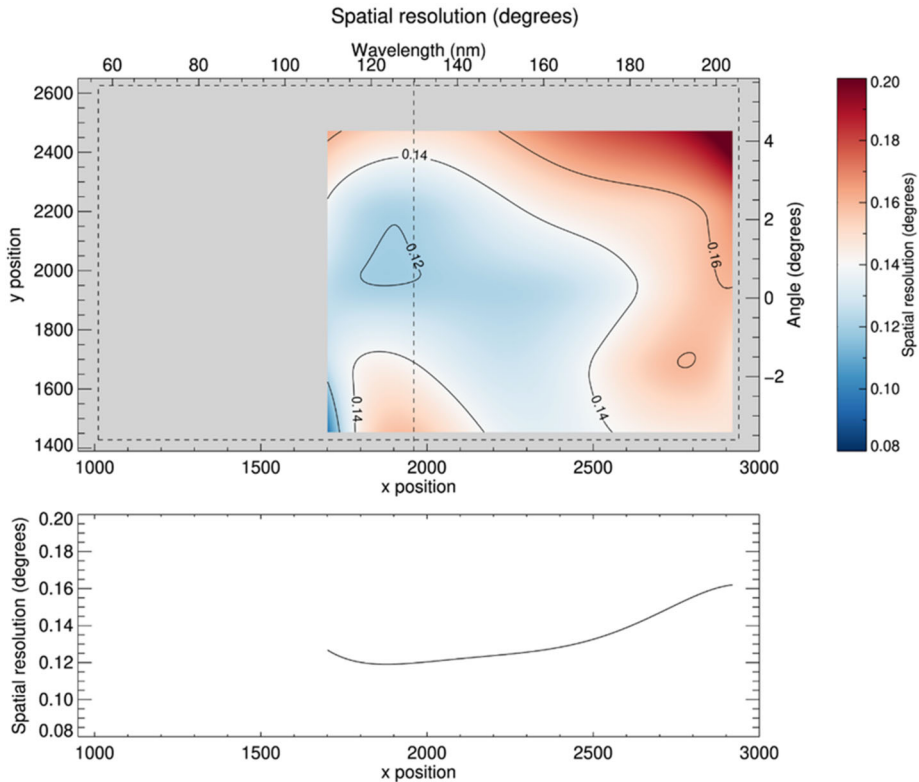 Spatial resolution (degrees)
Wavelength (nm)
60 80 100 120 140 160 180 200
2600
2400
2200
2000
1800
1600
1400
y position
0.14
0.12
0.16
0.14
0.14
4
2
0
−2
Angle (degrees)
1000 1500 2000 2500 3000
x position
0.20
0.18
0.16
0.14
0.12
0.10
0.08
Spatial resolution (degrees)
0.20
0.18
0.16
0.14
0.12
0.10
0.08
Spatial resolution (degrees)
1000 1500 2000 2500 3000
x position